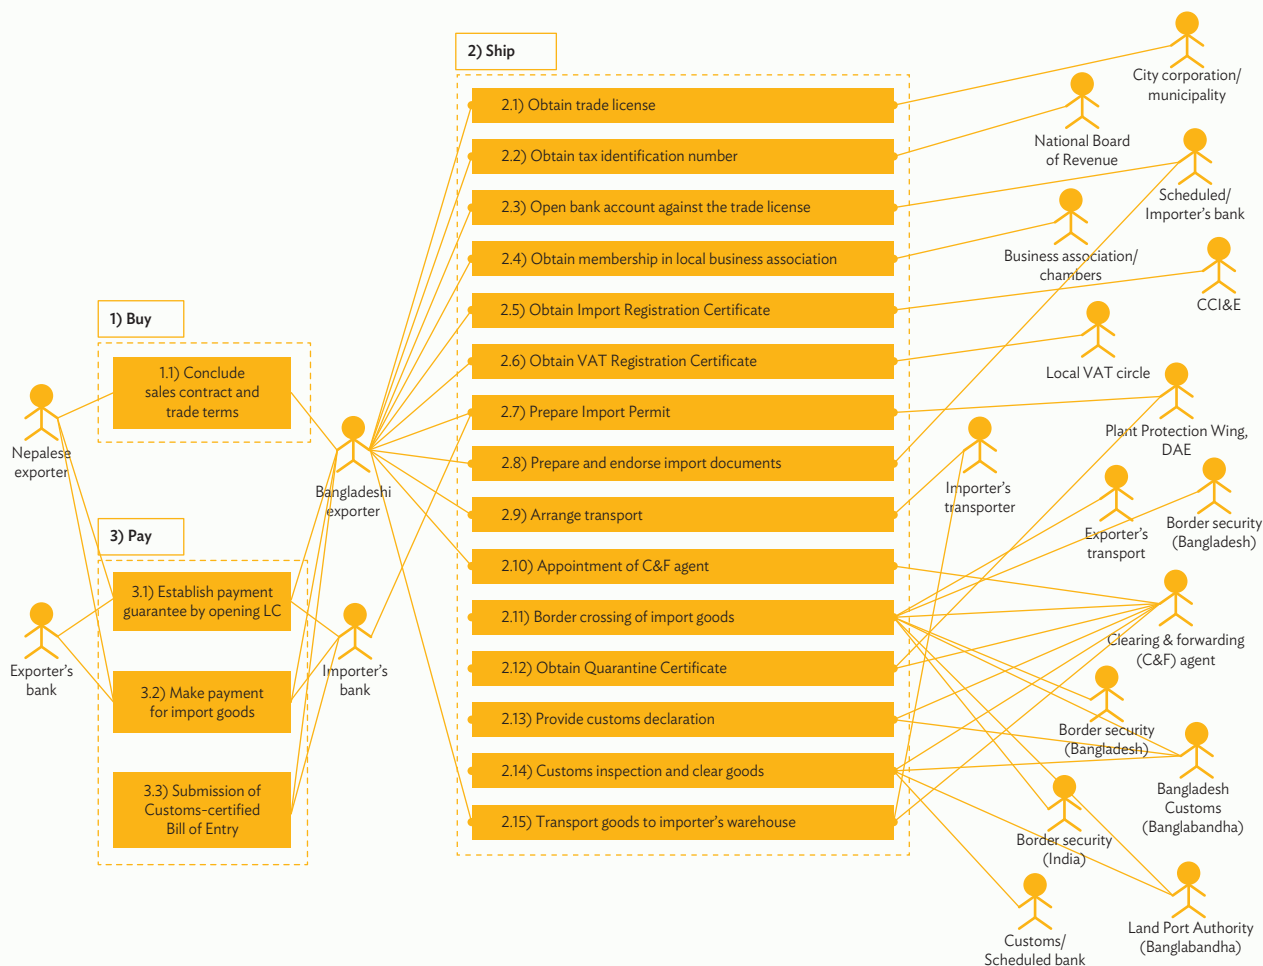 1) Buy
1.1) Conclude
sales contract and
trade terms
Nepalese
exporter
Bangladeshi
exporter
3) Pay
3.1) Establish payment
guarantee by opening LC
3.2) Make payment
for import goods
3.3) Submission of
Customs-certified
Bill of Entry
Exporter's
bank
Importer's
bank
2) Ship
2.1) Obtain trade license
2.2) Obtain tax identification number
2.3) Open bank account against the trade license
2.4) Obtain membership in local business association
2.5) Obtain Import Registration Certificate
2.6) Obtain VAT Registration Certificate
2.7) Prepare Import Permit
2.8) Prepare and endorse import documents
2.9) Arrange transport
2.10) Appointment of C&F agent
2.11) Border crossing of import goods
2.12) Obtain Quarantine Certificate
2.13) Provide customs declaration
2.14) Customs inspection and clear goods
2.15) Transport goods to importer's warehouse
City corporation/
municipality
National Board
of Revenue
Scheduled/
Importer's bank
Business association/
chambers
CCI&E
Local VAT circle
Plant Protection Wing,
DAE
Importer's
transporter
Exporter's
transport
Border security
(Bangladesh)
Clearing & forwarding
(C&F) agent
Border security
(Bangladesh)
Bangladesh
Customs
(Banglabandha)
Border security
(India)
Land Port Authority
(Banglabandha)
Customs/
Scheduled bank